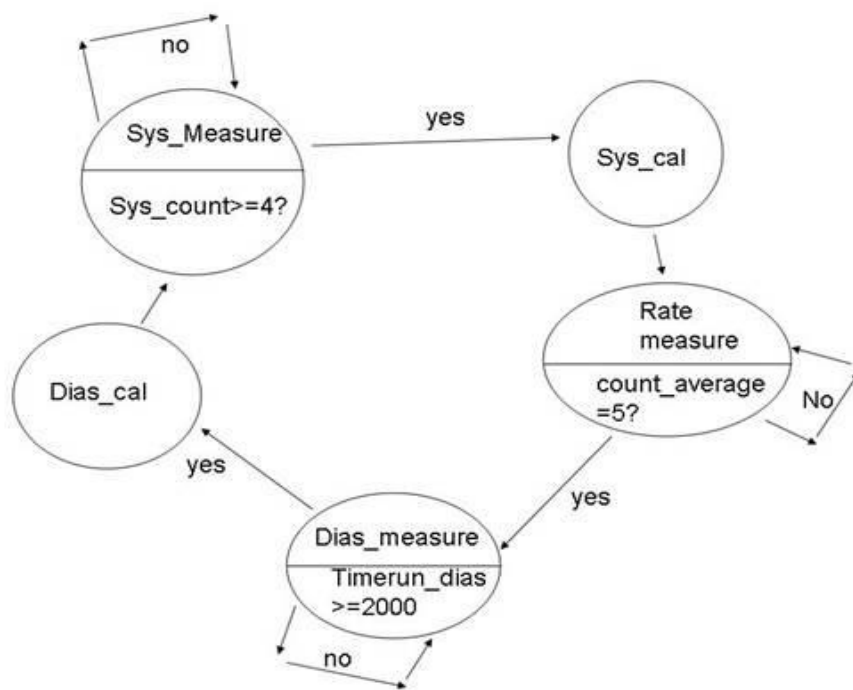 no
Sys_Measure
Sys_count>=4?
yes
Sys_cal
Rate
measure
count_average
=5?
No
yes
Dias_measure
Timerun_dias
>=2000
no
yes
Dias_cal